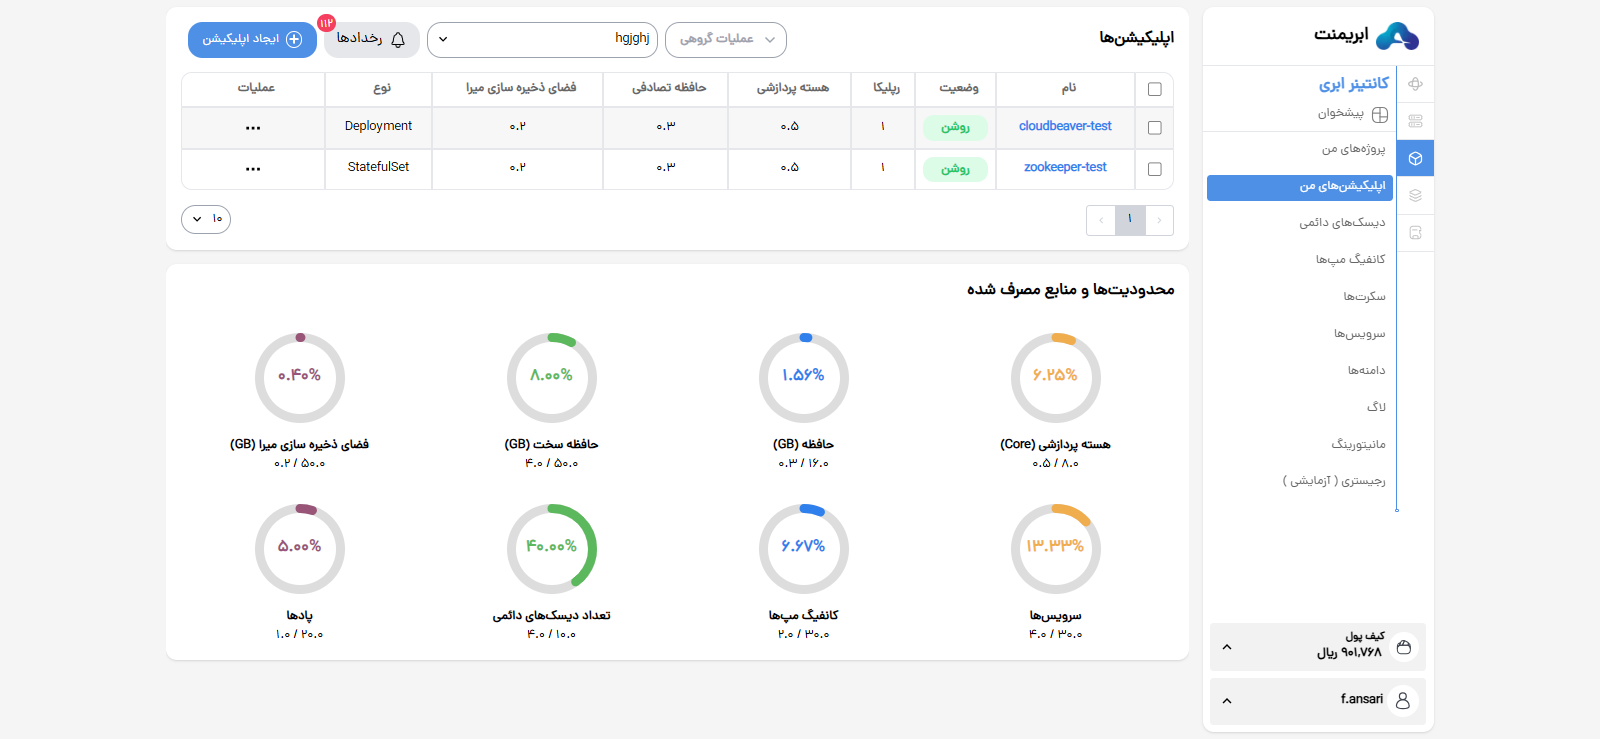 ابریمنت
کانتینر ابری
پیشخوان
پروژه‌های من
اپلیکیشن‌های من
دیسک‌های دائمی
کانفیگ مپ‌ها
سکرت‌ها
سرویس‌ها
دامنه‌ها
لاگ
مانیتورینگ
رجیستری ( آزمایشی )
کیف پول
۹۰۱,۷۶۸ ریال
f.ansari
اپلیکیشن‌ها
عملیات گروهی
hgjghj
رخدادها
۱۱۲
ایجاد اپلیکیشن
نام وضعیت رپلیکا هسته پردازشی حافظه تصادفی فضای ذخیره سازی میرا نوع عملیات
cloudbeaver-test روشن ۱ ۰.۵ ۰.۳ ۰.۲ Deployment
zookeeper-test روشن ۱ ۰.۵ ۰.۳ ۰.۲ StatefulSet
۱
۱۰
محدودیت‌ها و منابع مصرف شده
۶.۲۵% ۱.۵۶% ۸.۰۰% ۰.۴۰%
هسته پردازشی (Core) حافظه (GB) حافظه سخت (GB) فضای ذخیره سازی میرا (GB)
۰.۵ / ۸.۰ ۰.۳ / ۱۶.۰ ۴.۰ / ۵۰.۰ ۰.۲ / ۵۰.۰
۱۳.۳۳% ۶.۶۷% ۴۰.۰۰% ۵.۰۰%
سرویس‌ها کانفیگ مپ‌ها تعداد دیسک‌های دائمی پادها
۴.۰ / ۳۰.۰ ۲.۰ / ۳۰.۰ ۴.۰ / ۱۰.۰ ۱.۰ / ۲۰.۰